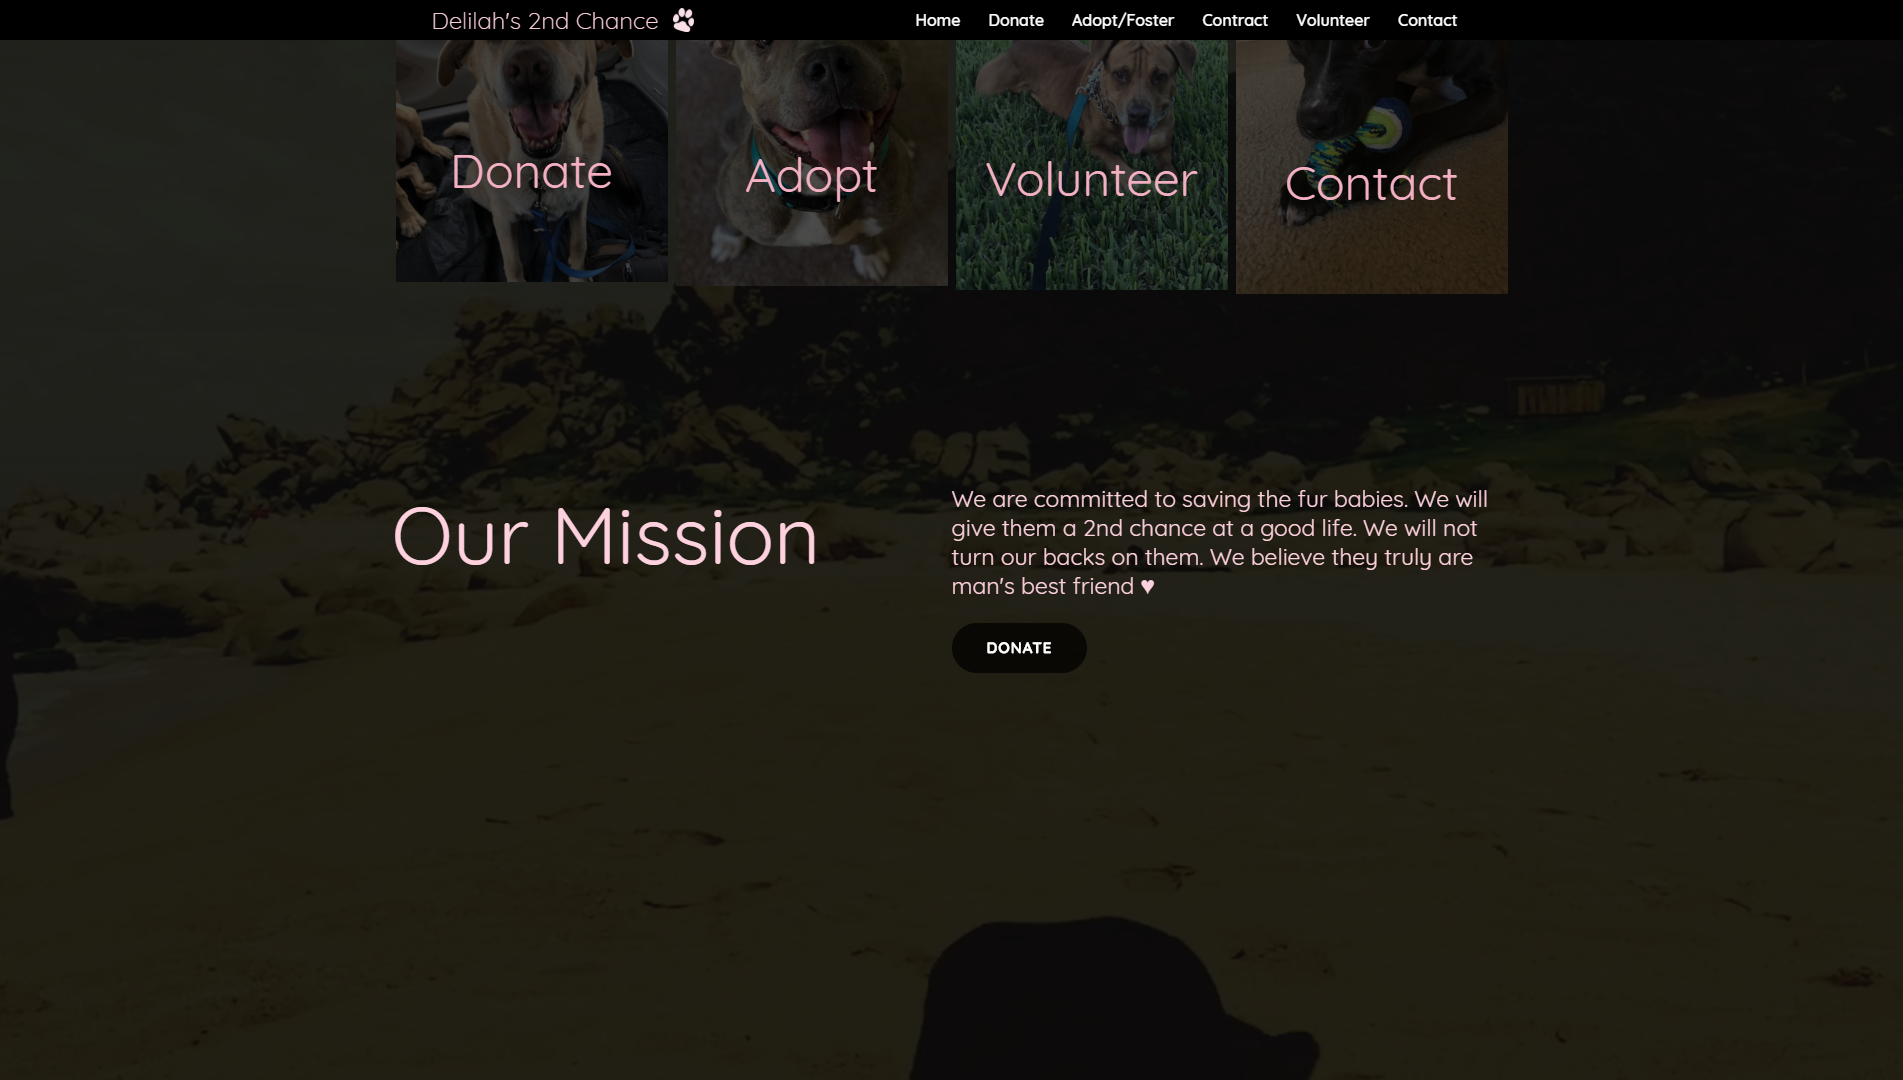 Delilah's 2nd Chance
Home Donate Adopt/Foster Contract Volunteer Contact
Donate
Adopt
Volunteer
Contact
Our Mission
We are committed to saving the fur babies. We will
give them a 2nd chance at a good life. We will not
turn our backs on them. We believe they truly are
man's best friend ♥
DONATE